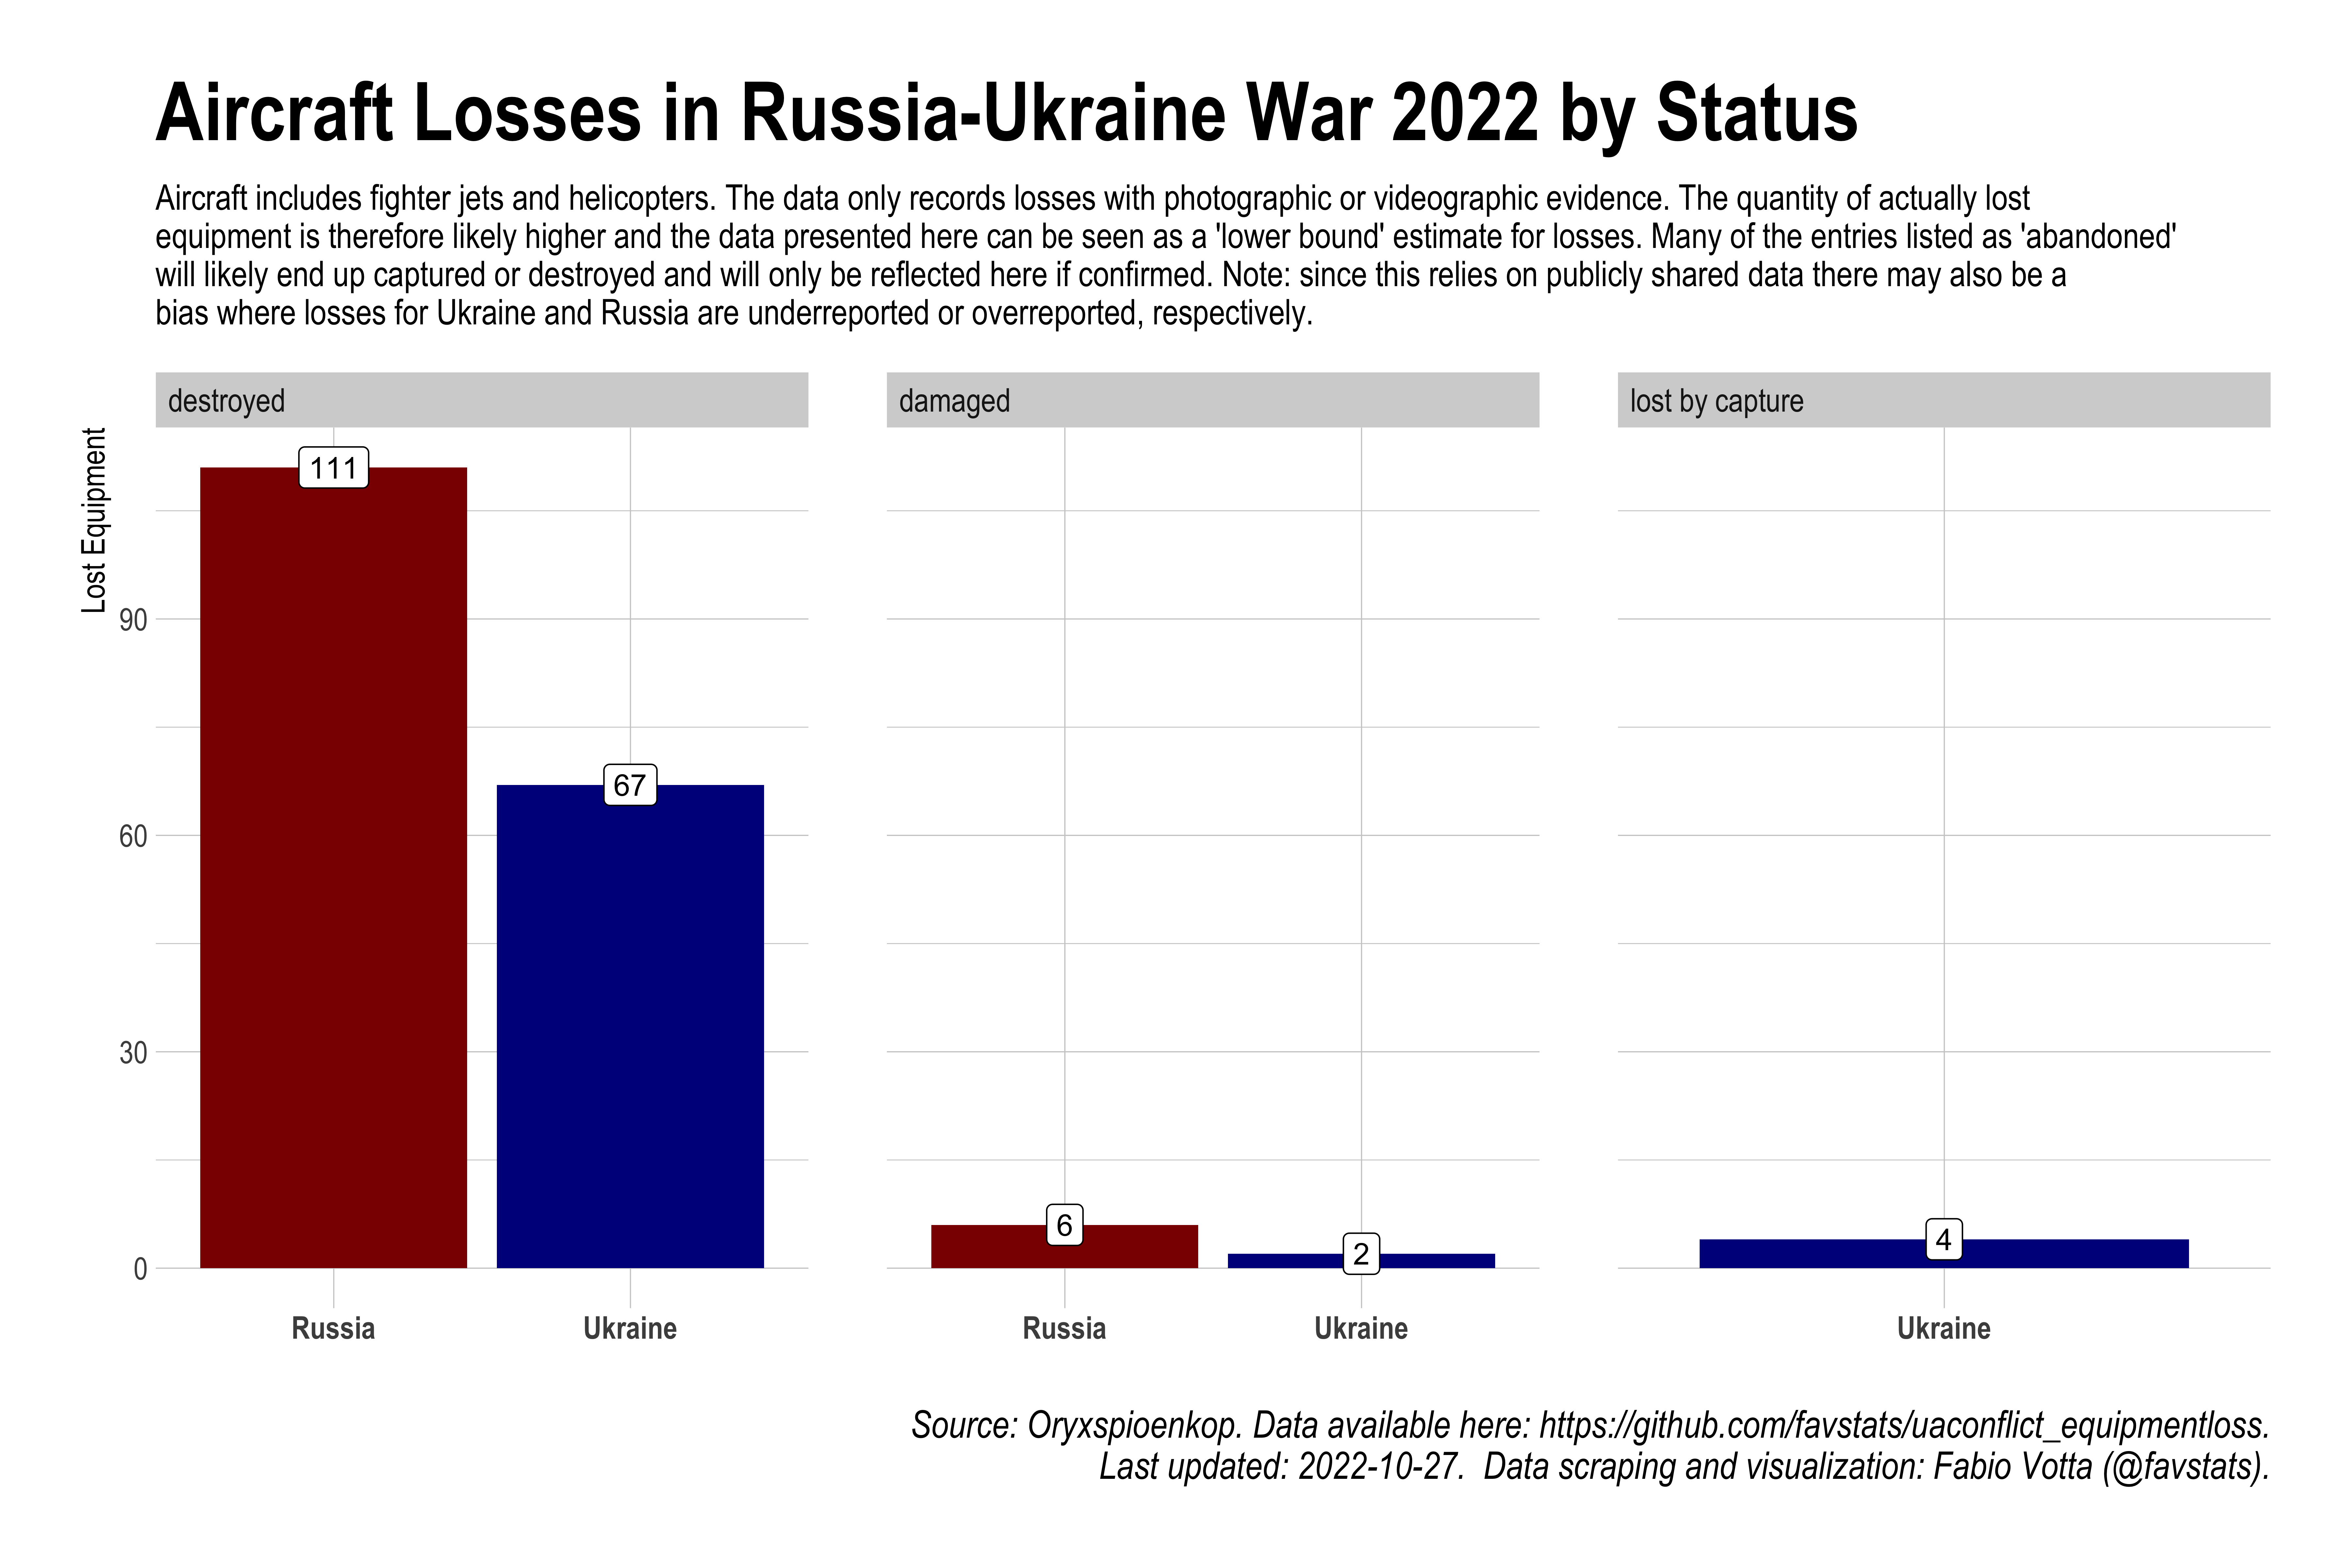 Aircraft Losses in Russia-Ukraine War 2022 by Status
Aircraft includes fighter jets and helicopters. The data only records losses with photographic or videographic evidence. The quantity of actually lost
equipment is therefore likely higher and the data presented here can be seen as a 'lower bound' estimate for losses. Many of the entries listed as 'abandoned'
will likely end up captured or destroyed and will only be reflected here if confirmed. Note: since this relies on publicly shared data there may also be a
bias where losses for Ukraine and Russia are underreported or overreported, respectively.
destroyed
damaged
lost by capture
Lost Equipment
90
60
30
0
111
67
6
2
4
Russia
Ukraine
Russia
Ukraine
Ukraine
Source: Oryxspioenkop. Data available here: https://github.com/favstats/uaconflict_equipmentloss.
Last updated: 2022-10-27.  Data scraping and visualization: Fabio Votta (@favstats).